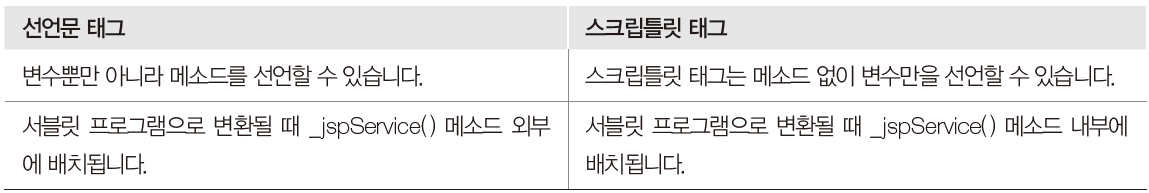 선언문 태그
스크립틀릿 태그
변수뿐만 아니라 메소드를 선언할 수 있습니다.
스크립틀릿 태그는 메소드 없이 변수만을 선언할 수 있습니다.
서블릿 프로그램으로 변환될 때 _jspService( ) 메소드 외부
에 배치됩니다.
서블릿 프로그램으로 변환될 때 _jspService( ) 메소드 내부에
배치됩니다.